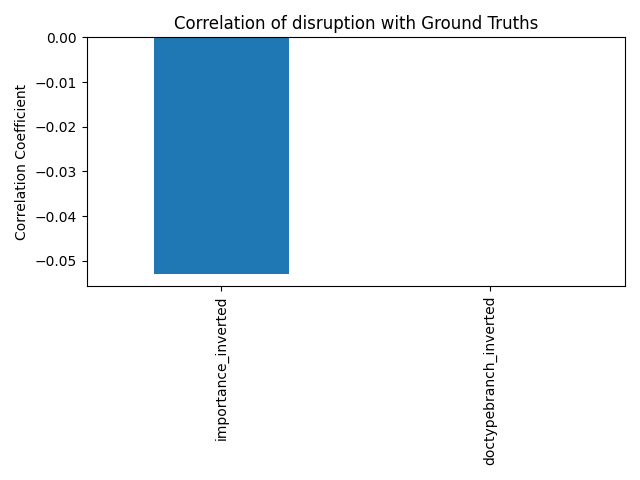 Correlation of disruption with Ground Truths
Correlation Coefficient
0.00
−0.01
−0.02
−0.03
−0.04
−0.05
importance_inverted
doctypebranch_inverted